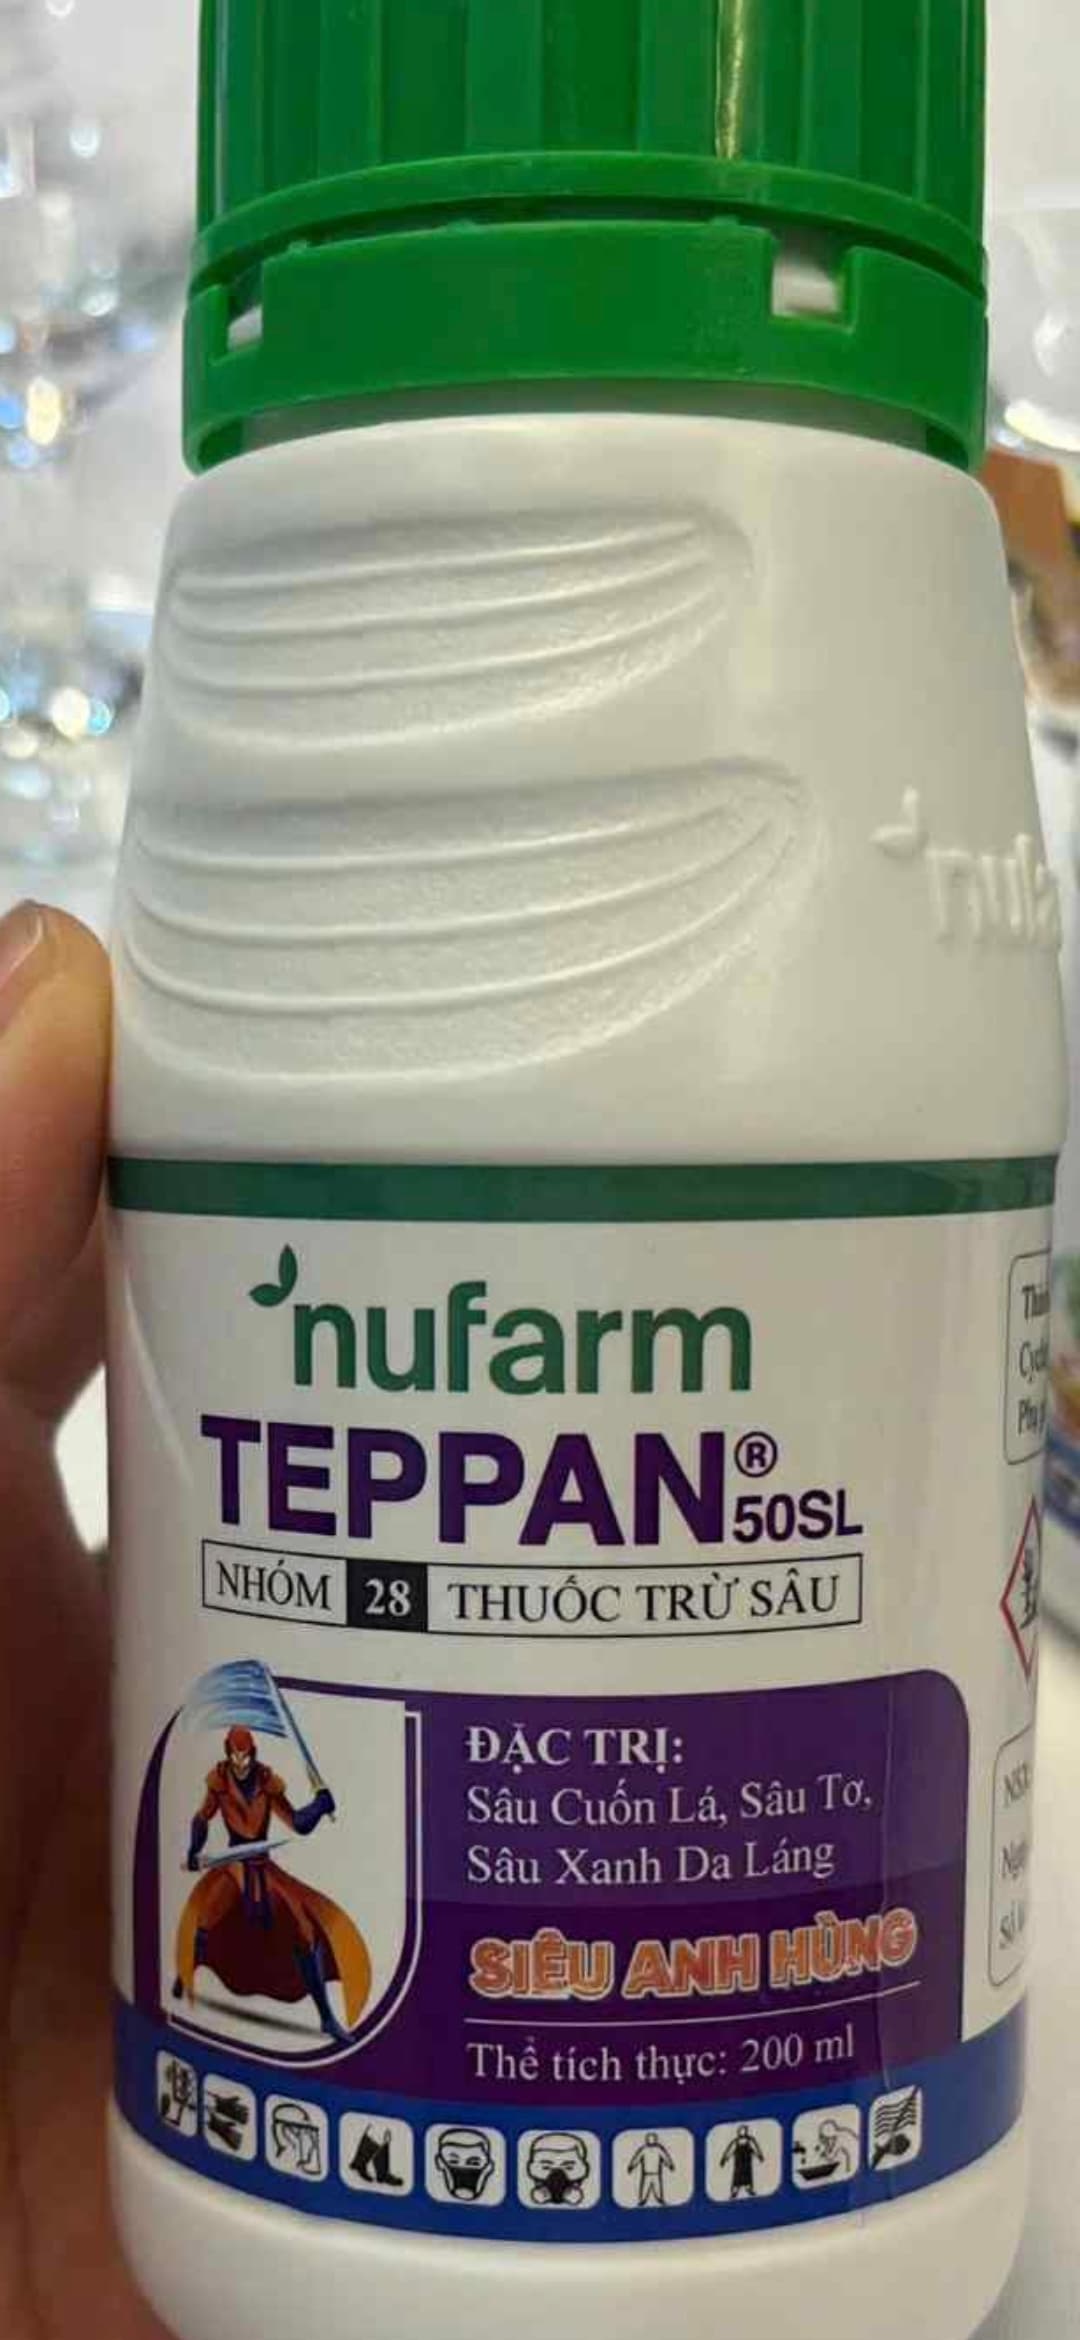 nufarm
TEPPAN®
50SL
NHÓM 28 THUỐC TRỪ SÂU
ĐẶC TRỊ:
Sâu Cuốn Lá, Sâu Tơ,
Sâu Xanh Da Láng
SIÊU ANH HÙNG
Thể tích thực: 200 ml